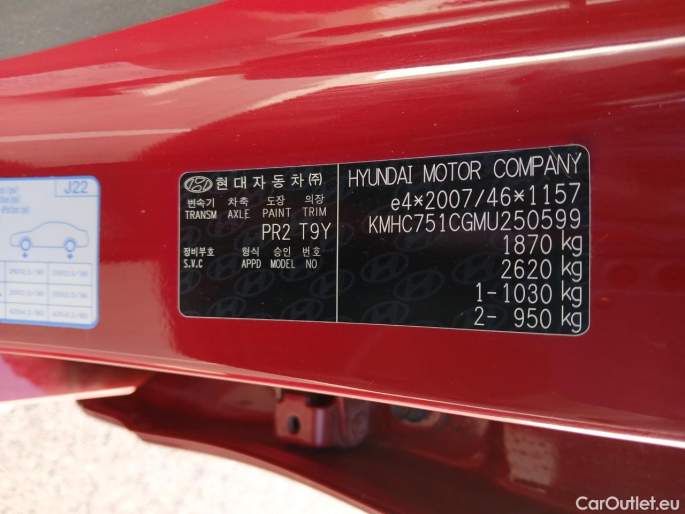 J22
현대자동차㈜
변속기 차축 도장 의장
TRANSM AXLE PAINT TRIM
PR2 T9Y
정비부호 형식 승인 번호
S.V.C APPD MODEL NO
HYUNDAI MOTOR COMPANY
e4*2007/46*1157
KMHC751CGMU250599
1870 kg
2620 kg
1-1030 kg
2- 950 kg
CarOutlet.eu